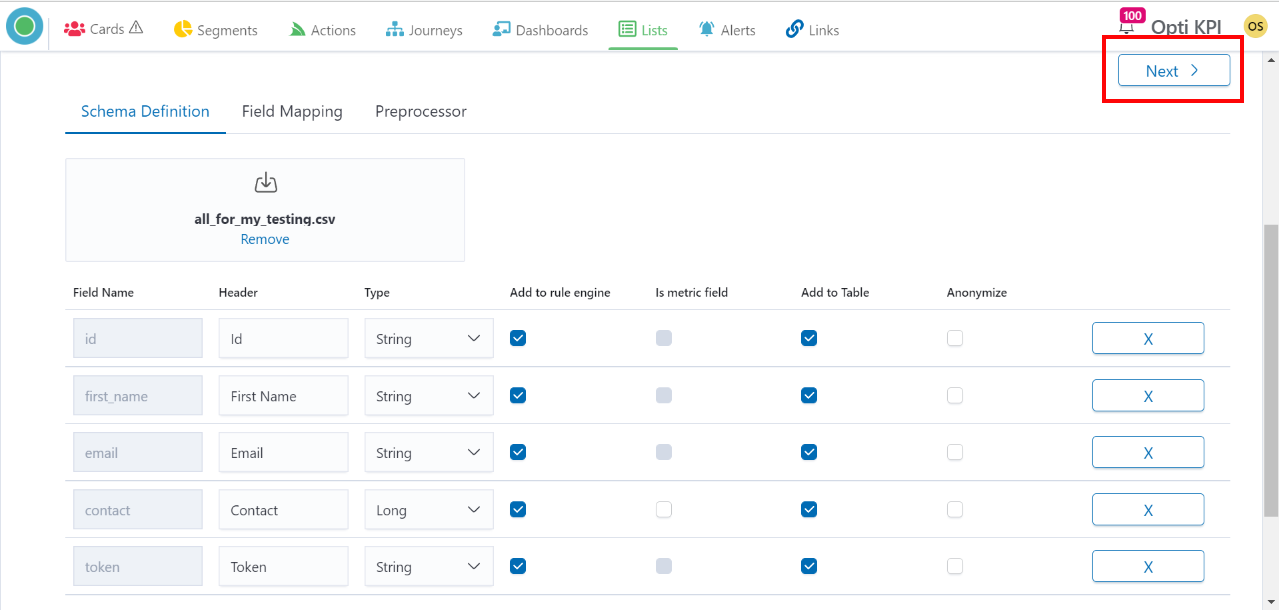 Cards Segments Actions Journeys Dashboards Lists Alerts Links 100 Opti KPI OS
Next
Schema Definition Field Mapping Preprocessor
all_for_my_testing.csv
Remove
Field Name Header Type Add to rule engine Is metric field Add to Table Anonymize
id Id String X
first_name First Name String X
email Email String X
contact Contact Long X
token Token String X